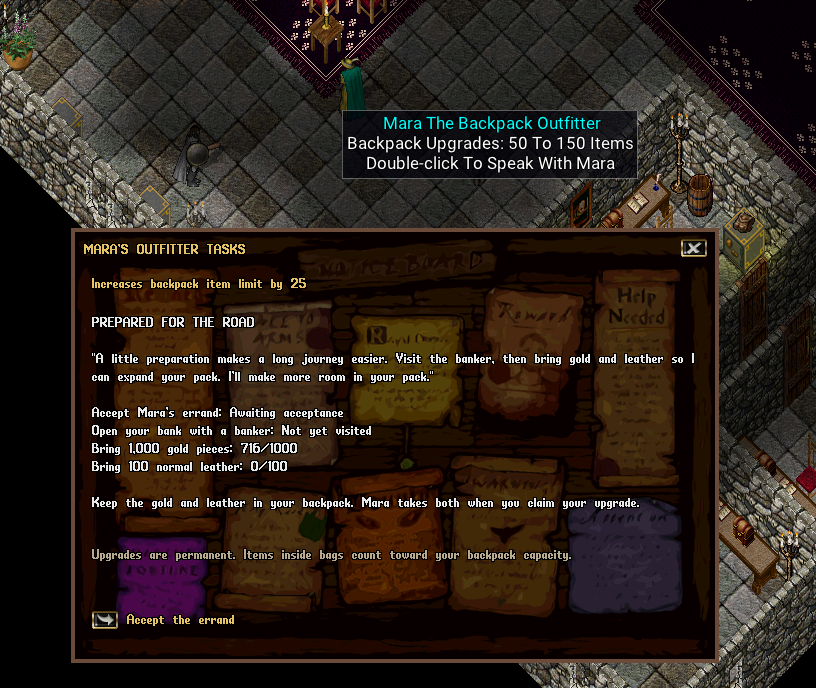 Mara The Backpack Outfitter
Backpack Upgrades: 50 To 150 Items
Double-click To Speak With Mara
MARA'S OUTFITTER TASKS
Increases backpack item limit by 25
PREPARED FOR THE ROAD
"A little preparation makes a long journey easier. Visit the banker, then bring gold and leather so I
can expand your pack. I'll make more room in your pack."
Accept Mara's errand: Awaiting acceptance
Open your bank with a banker: Not yet visited
Bring 1,000 gold pieces: 716/1000
Bring 100 normal leather: 0/100
Keep the gold and leather in your backpack. Mara takes both when you claim your upgrade.
Upgrades are permanent. Items inside bags count toward your backpack capacity.
Accept the errand
Reward
Help
Needed